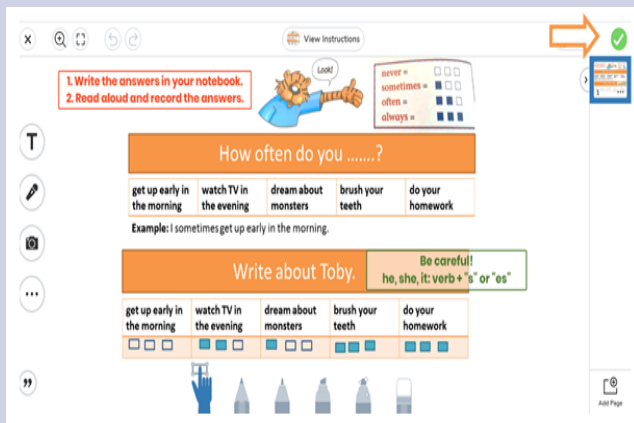 View Instructions
1. Write the answers in your notebook.
2. Read aloud and record the answers.
Look!
never =
sometimes =
often =
always =
How often do you .......?
get up early in the morning
watch TV in the evening
dream about monsters
brush your teeth
do your homework
Example: I sometimes get up early in the morning.
Write about Toby.
Be careful!
he, she, it: verb + "s" or "es"
get up early in the morning
watch TV in the evening
dream about monsters
brush your teeth
do your homework
T
1
Add Page